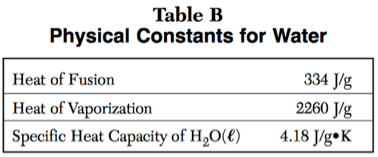 Table B
Physical Constants for Water
Heat of Fusion 334 J/g
Heat of Vaporization 2260 J/g
Specific Heat Capacity of H₂O(ℓ) 4.18 J/g•K